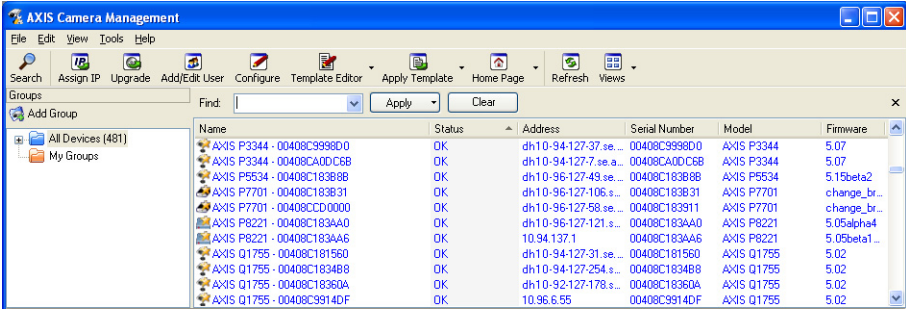 AXIS Camera Management
File Edit View Tools Help
Search Assign IP Upgrade Add/Edit User Configure Template Editor Apply Template Home Page Refresh Views
Groups
Add Group
All Devices (481)
My Groups
Find: Apply Clear x
Name Status Address Serial Number Model Firmware
AXIS P3344 - 00408C9998D0 OK dh10-94-127-37.se.... 00408C9998D0 AXIS P3344 5.07
AXIS P3344 - 00408CA0DC6B OK dh10-94-127-7.se.a... 00408CA0DC6B AXIS P3344 5.07
AXIS P5534 - 00408C183B8B OK dh10-96-127-49.se.... 00408C183B8B AXIS P5534 5.15beta2
AXIS P7701 - 00408C183B31 OK dh10-96-127-106.s... 00408C183B31 AXIS P7701 change_br...
AXIS P7701 - 00408CCD0000 OK dh10-96-127-58.se.... 00408C183911 AXIS P7701 change_br...
AXIS P8221 - 00408C183AA0 OK dh10-96-127-121.s... 00408C183AA0 AXIS P8221 5.05alpha4
AXIS P8221 - 00408C183AA6 OK 10.94.137.1 00408C183AA6 AXIS P8221 5.05beta1...
AXIS Q1755 - 00408C181560 OK dh10-94-127-31.se.... 00408C181560 AXIS Q1755 5.02
AXIS Q1755 - 00408C1834B8 OK dh10-94-127-254.s... 00408C1834B8 AXIS Q1755 5.02
AXIS Q1755 - 00408C18360A OK dh10-92-127-178.s... 00408C18360A AXIS Q1755 5.02
AXIS Q1755 - 00408C9914DF OK 10.96.6.55 00408C9914DF AXIS Q1755 5.02